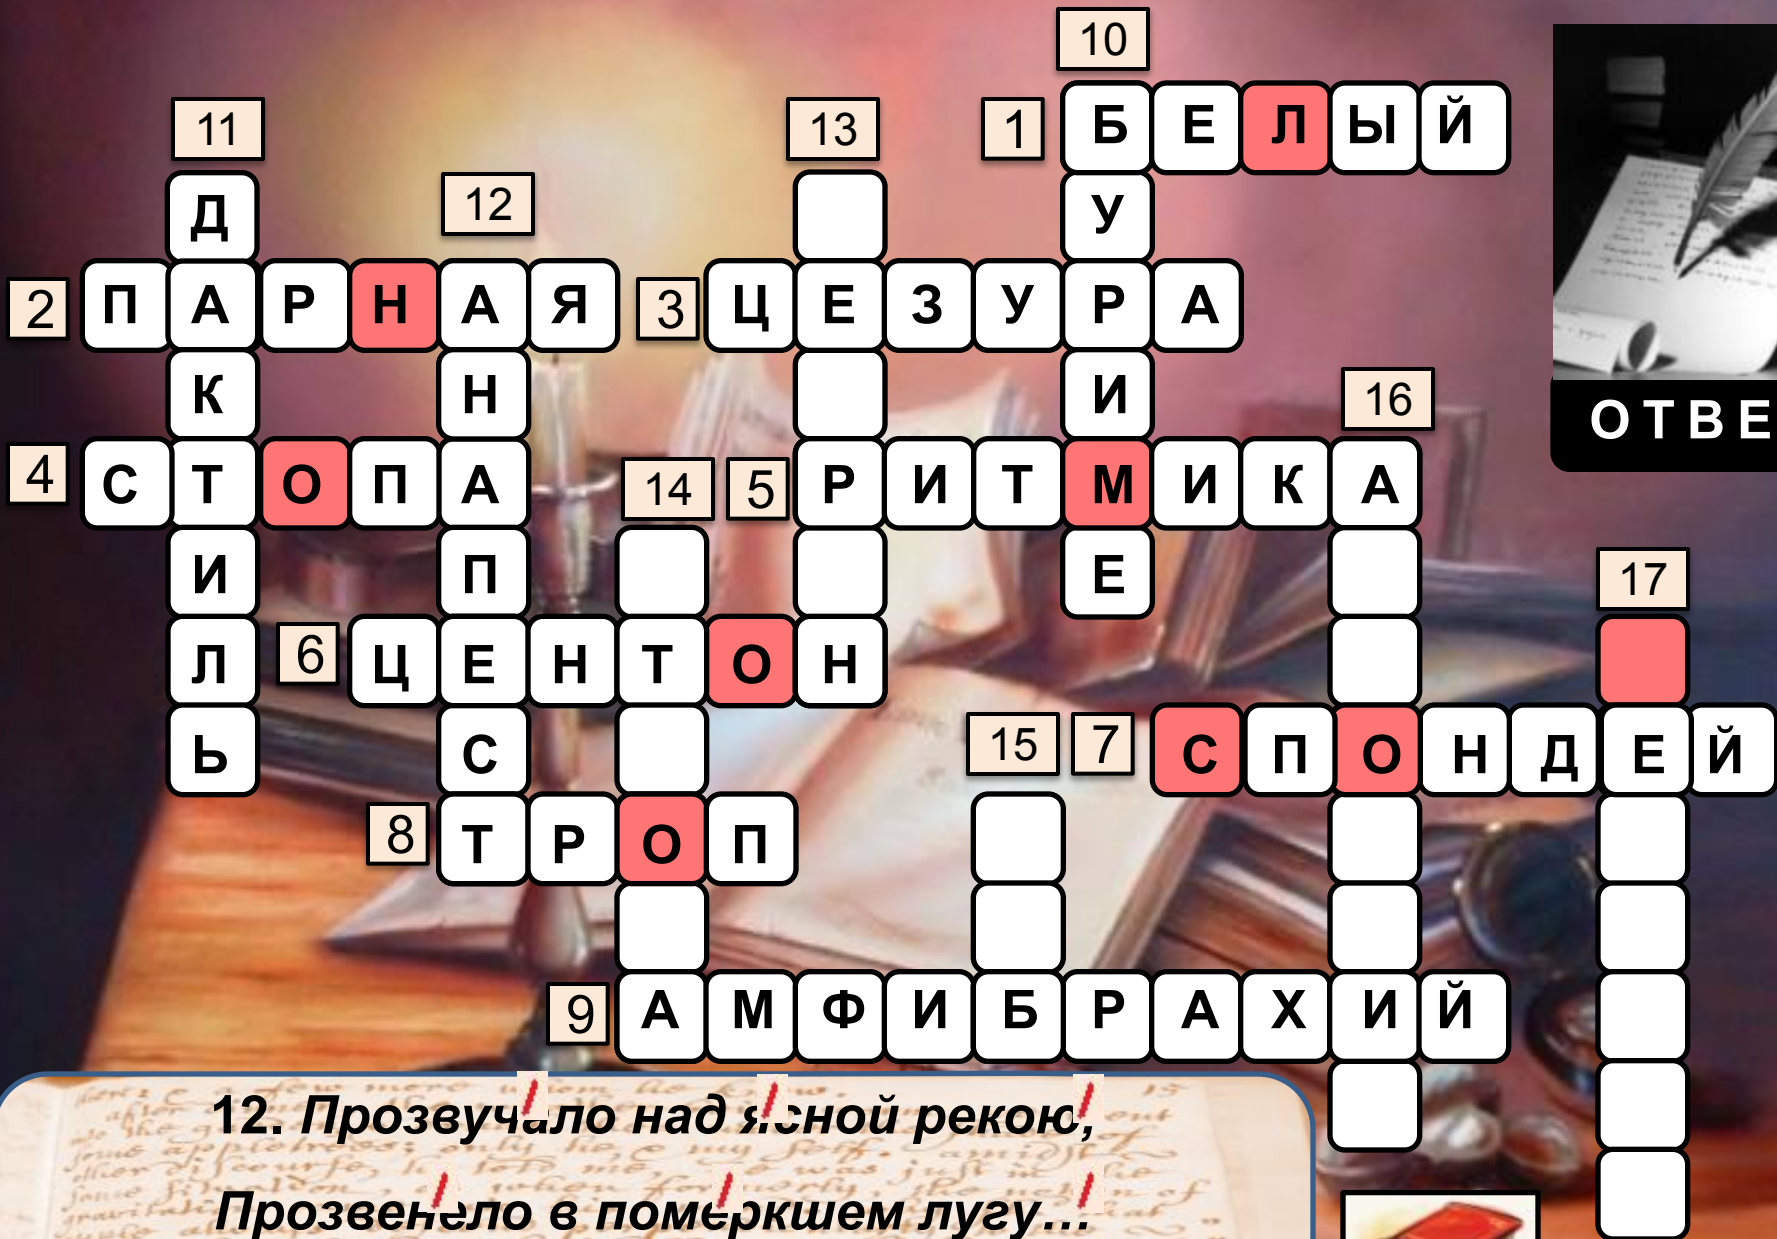 10
11
13
1 БЕЛЫЙ
Д
12
У
2 ПАРНАЯ
3 ЦЕЗУРА
К
Н
И
16
ОТВЕ
4 СТОПА
14
5 РИТМИКА
И
П
Е
17
Л
6 ЦЕНТОН
Ь
С
15
7 СПОНДЕЙ
8 ТРОП
9 АМФИБРАХИЙ
12. Прозвучало над ясной рекою,
Прозвенело в померкшем лугу...